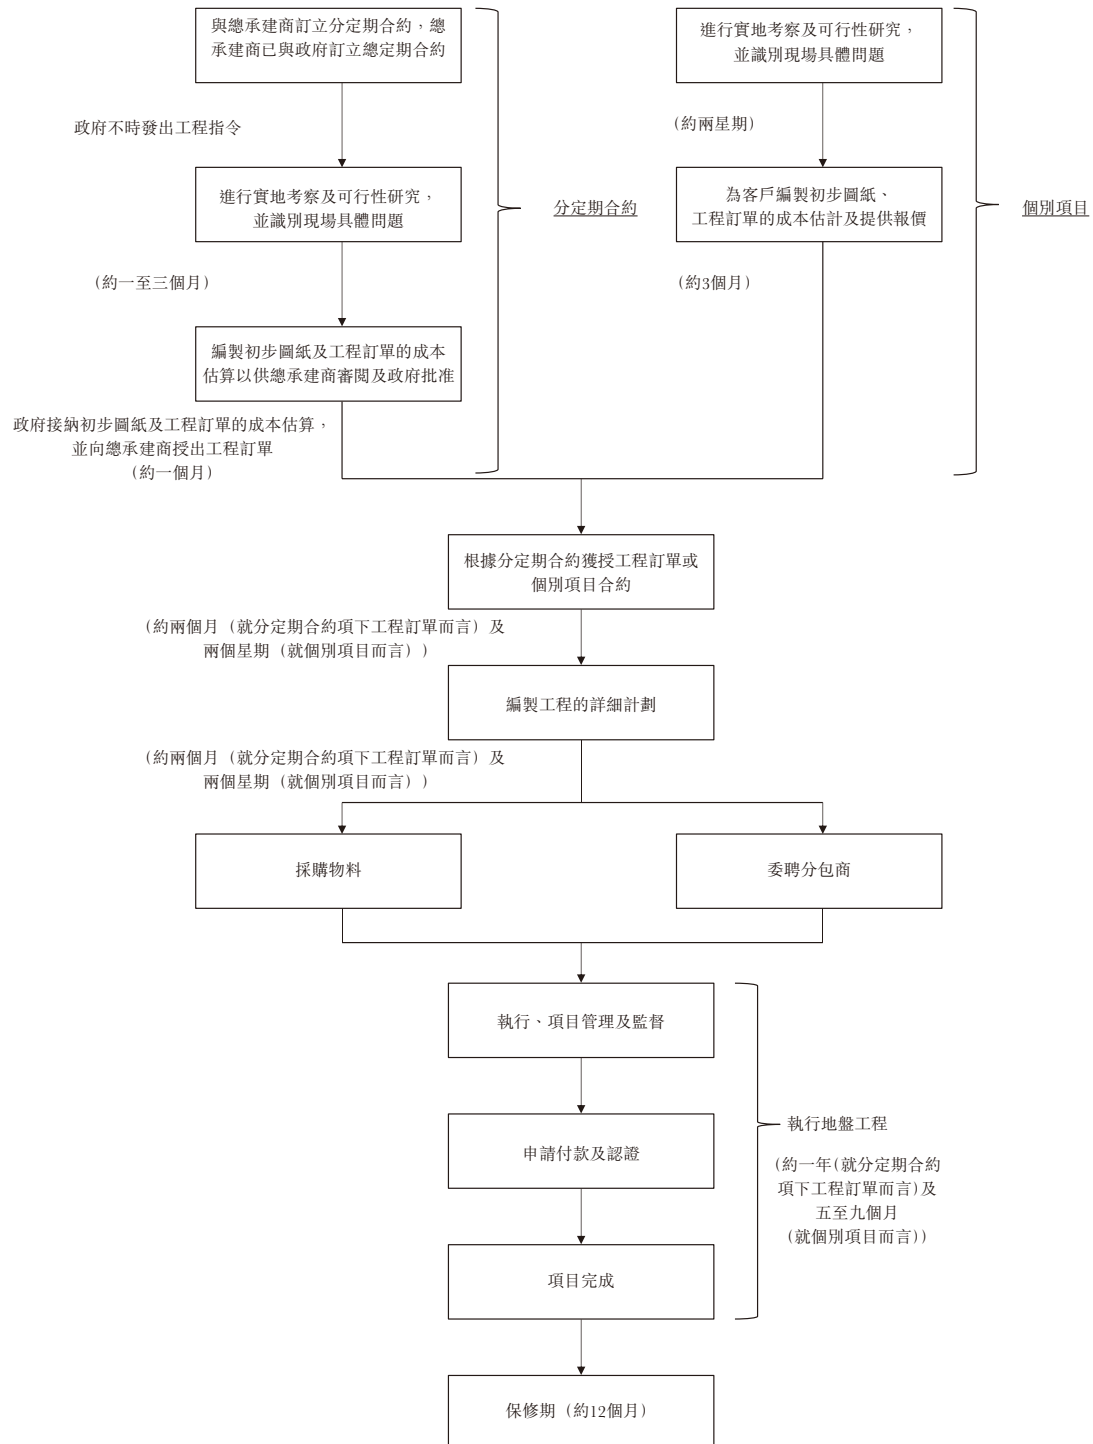 與總承建商訂立分定期合約，總
承建商已與政府訂立總定期合約
政府不時發出工程指令
進行實地考察及可行性研究，
並識別現場具體問題
（約一至三個月）
編製初步圖紙及工程訂單的成本
估算以供總承建商審閱及政府批准
政府接納初步圖紙及工程訂單的成本估算，
並向總承建商授出工程訂單
（約一個月）
分定期合約
進行實地考察及可行性研究，
並識別現場具體問題
（約兩星期）
為客戶編製初步圖紙、
工程訂單的成本估計及提供報價
（約3個月）
個別項目
根據分定期合約獲授工程訂單或
個別項目合約
（約兩個月（就分定期合約項下工程訂單而言）及
兩個星期（就個別項目而言））
編製工程的詳細計劃
（約兩個月（就分定期合約項下工程訂單而言）及
兩個星期（就個別項目而言））
採購物料
委聘分包商
執行、項目管理及監督
申請付款及認證
項目完成
執行地盤工程
（約一年（就分定期合約
項下工程訂單而言）及
五至九個月
（就個別項目而言））
保修期（約12個月）